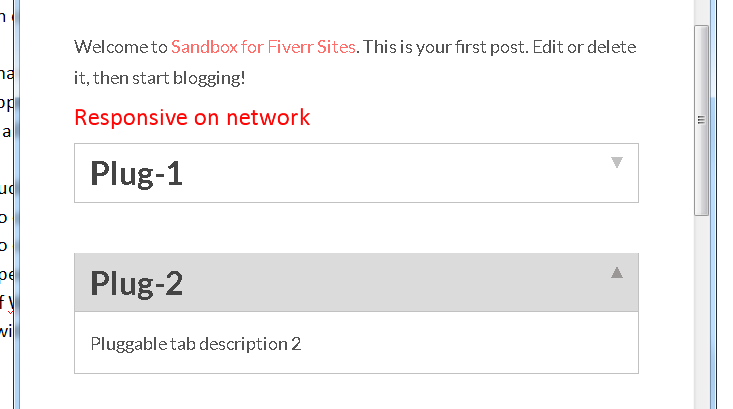 Welcome to Sandbox for Fiverr Sites. This is your first post. Edit or delete
it, then start blogging!
Responsive on network
Plug-1
Plug-2
Pluggable tab description 2